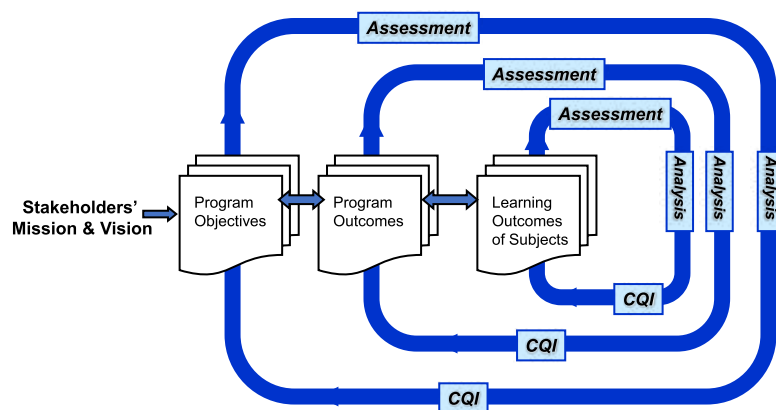 Assessment
Assessment
Assessment
Stakeholders'
Mission & Vision
Program
Objectives
Program
Outcomes
Learning
Outcomes
of Subjects
Analysis
Analysis
Analysis
CQI
CQI
CQI